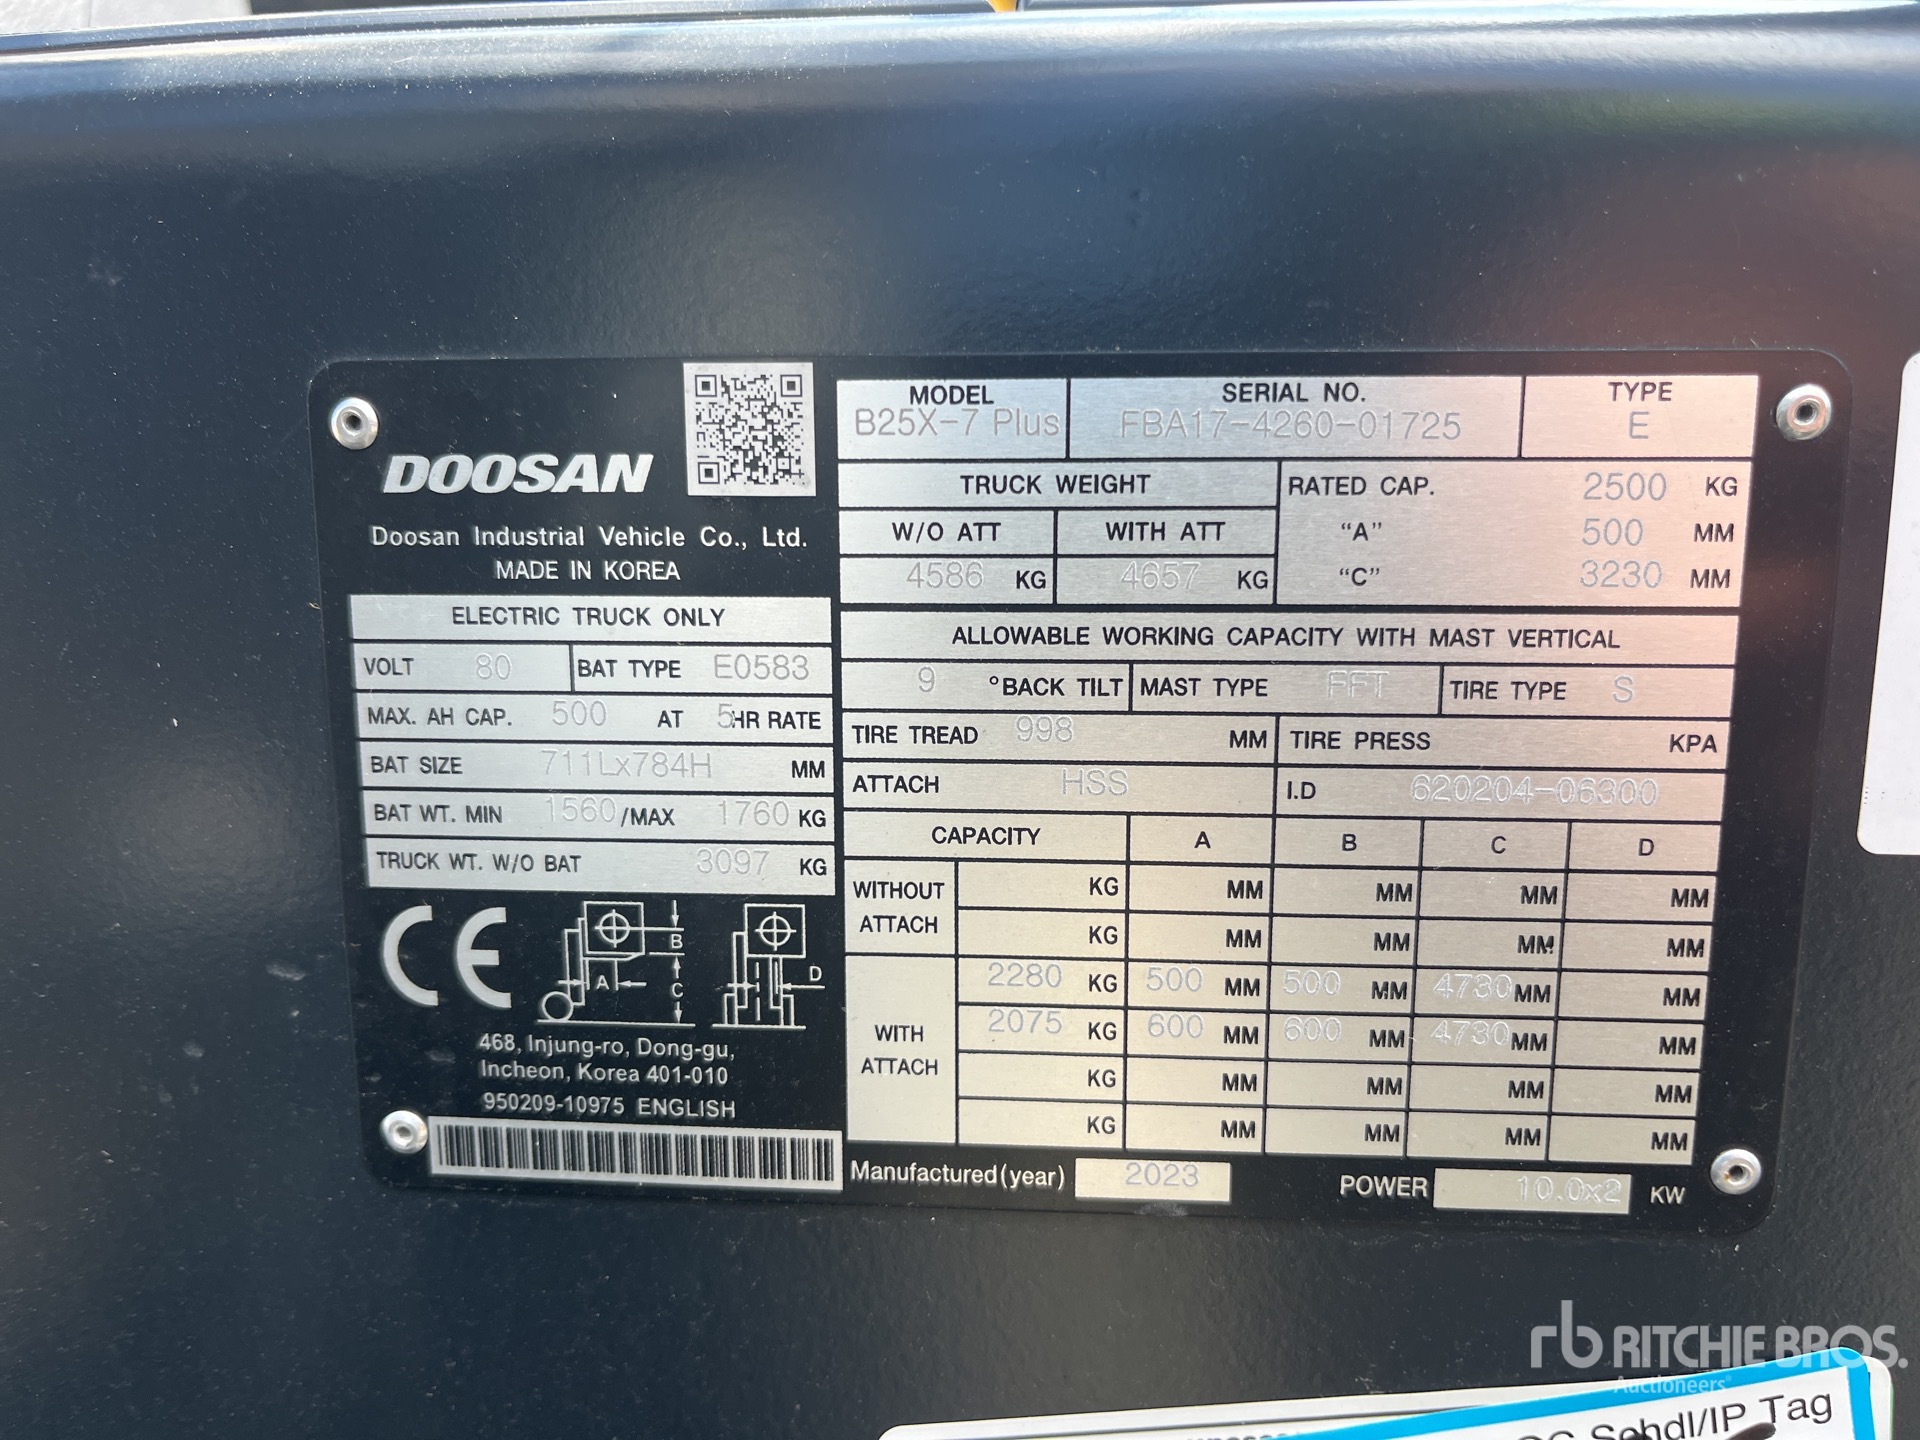 DOOSAN
Doosan Industrial Vehicle Co., Ltd.
MADE IN KOREA
ELECTRIC TRUCK ONLY
VOLT 80 BAT TYPE E0583
MAX. AH CAP. 500 AT 5 HR RATE
BAT SIZE 711Lx784H MM
BAT WT. MIN 1560 /MAX 1760 KG
TRUCK WT. W/O BAT 3097 KG
CE
B
A
C
D
468, Injung-ro, Dong-gu,
Incheon, Korea 401-010
950209-10975 ENGLISH
MODEL SERIAL NO. TYPE
B25X-7 Plus FBA17-4260-01725 E
TRUCK WEIGHT RATED CAP. 2500 KG
W/O ATT WITH ATT "A" 500 MM
4586 KG 4657 KG "C" 3230 MM
ALLOWABLE WORKING CAPACITY WITH MAST VERTICAL
9 °BACK TILT MAST TYPE FFT TIRE TYPE S
TIRE TREAD 998 MM TIRE PRESS KPA
ATTACH HSS I.D 620204-06300
CAPACITY A B C D
WITHOUT ATTACH KG MM MM MM MM
KG MM MM MM MM
WITH ATTACH 2280 KG 500 MM 500 MM 4730 MM MM
2075 KG 600 MM 600 MM 4730 MM MM
KG MM MM MM MM
KG MM MM MM MM
Manufactured (year) 2023 POWER 10.0x2 KW
rb RITCHIE BROS.
Auctioneers
Schdl/IP Tag